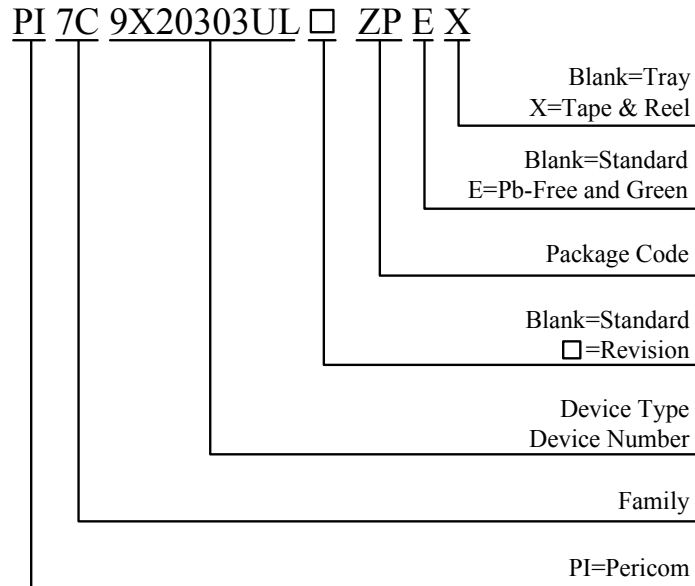 PI 7C 9X20303UL □ ZP E X
Blank=Tray
X=Tape & Reel
Blank=Standard
E=Pb-Free and Green
Package Code
Blank=Standard
□=Revision
Device Type
Device Number
Family
PI=Pericom